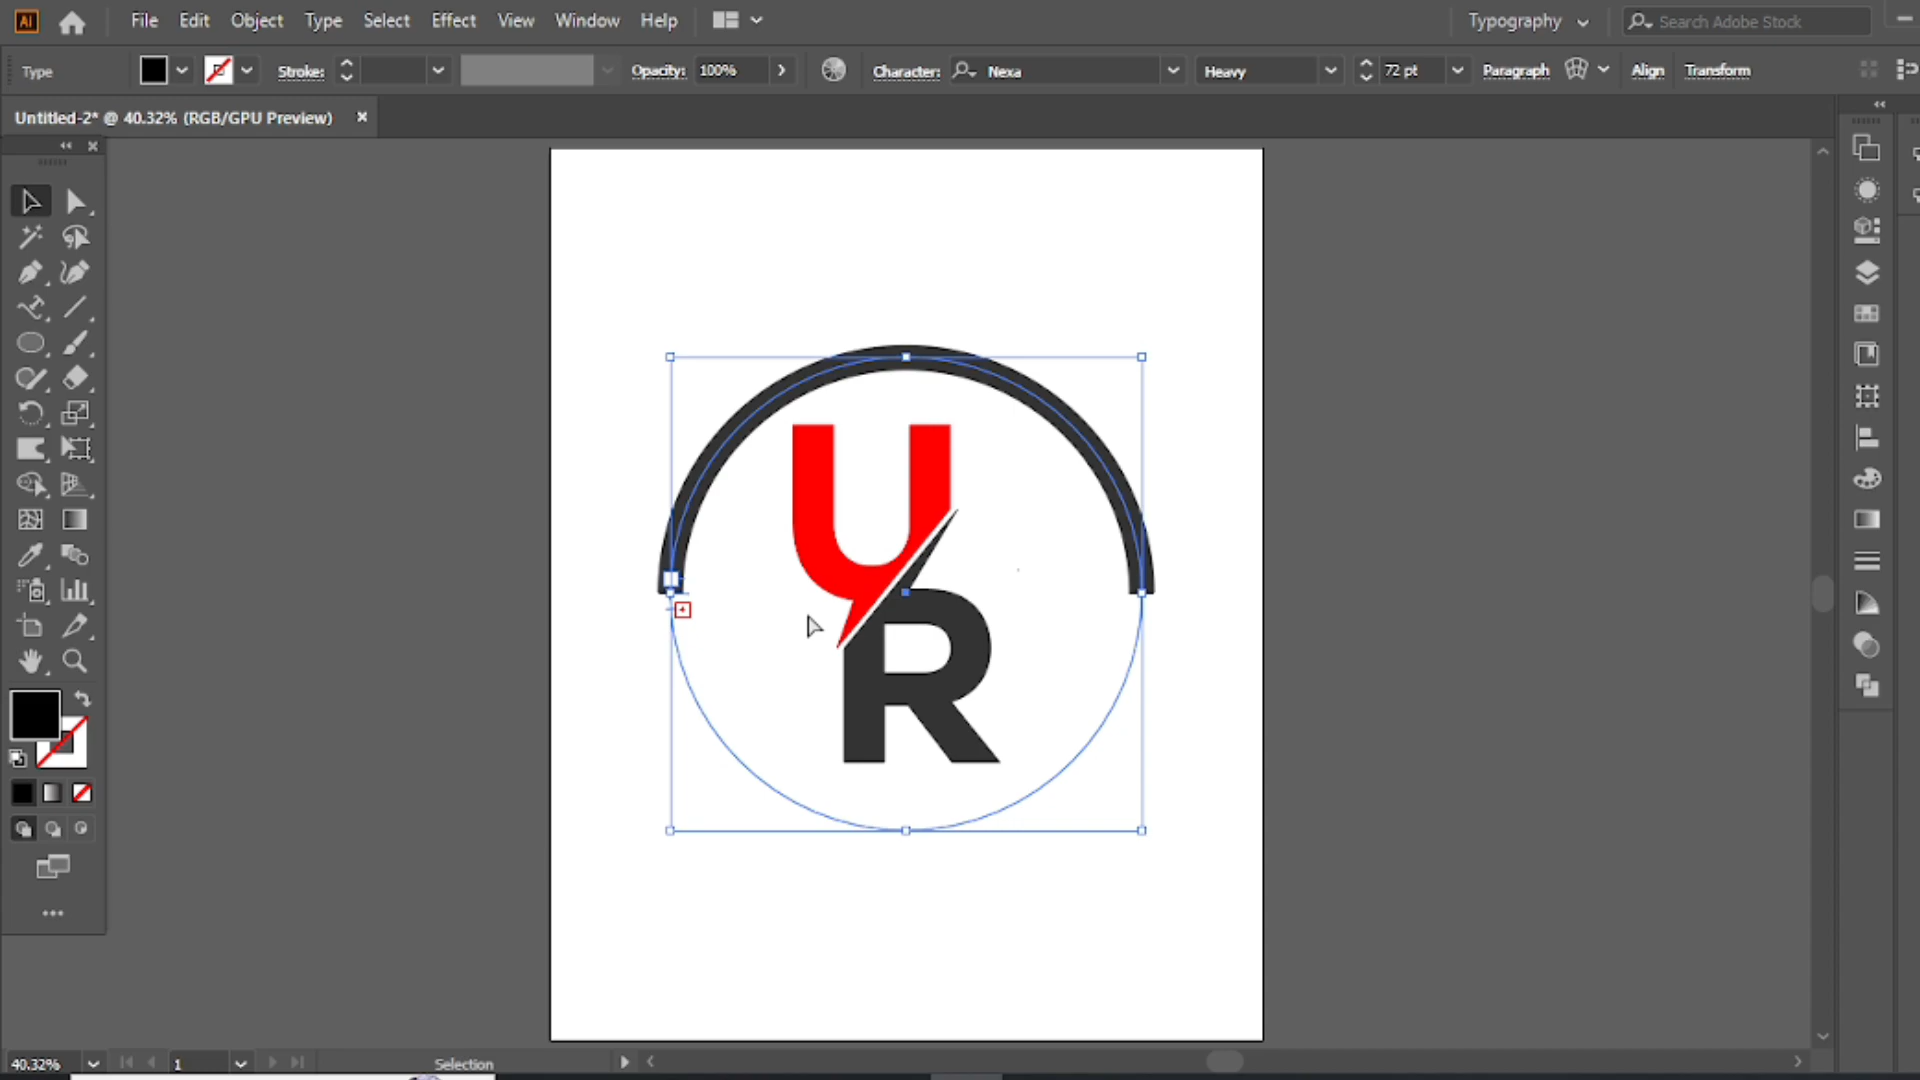 Ai File Edit Object Type Select Effect View Window Help Typography Search Adobe Stock
Type Stroke: Opacity: 100% Character: Nexa Heavy 72 pt Paragraph Align Transform
Untitled-2* @ 40.32% (RGB/GPU Preview)
U
R
40.32% 1 Selection